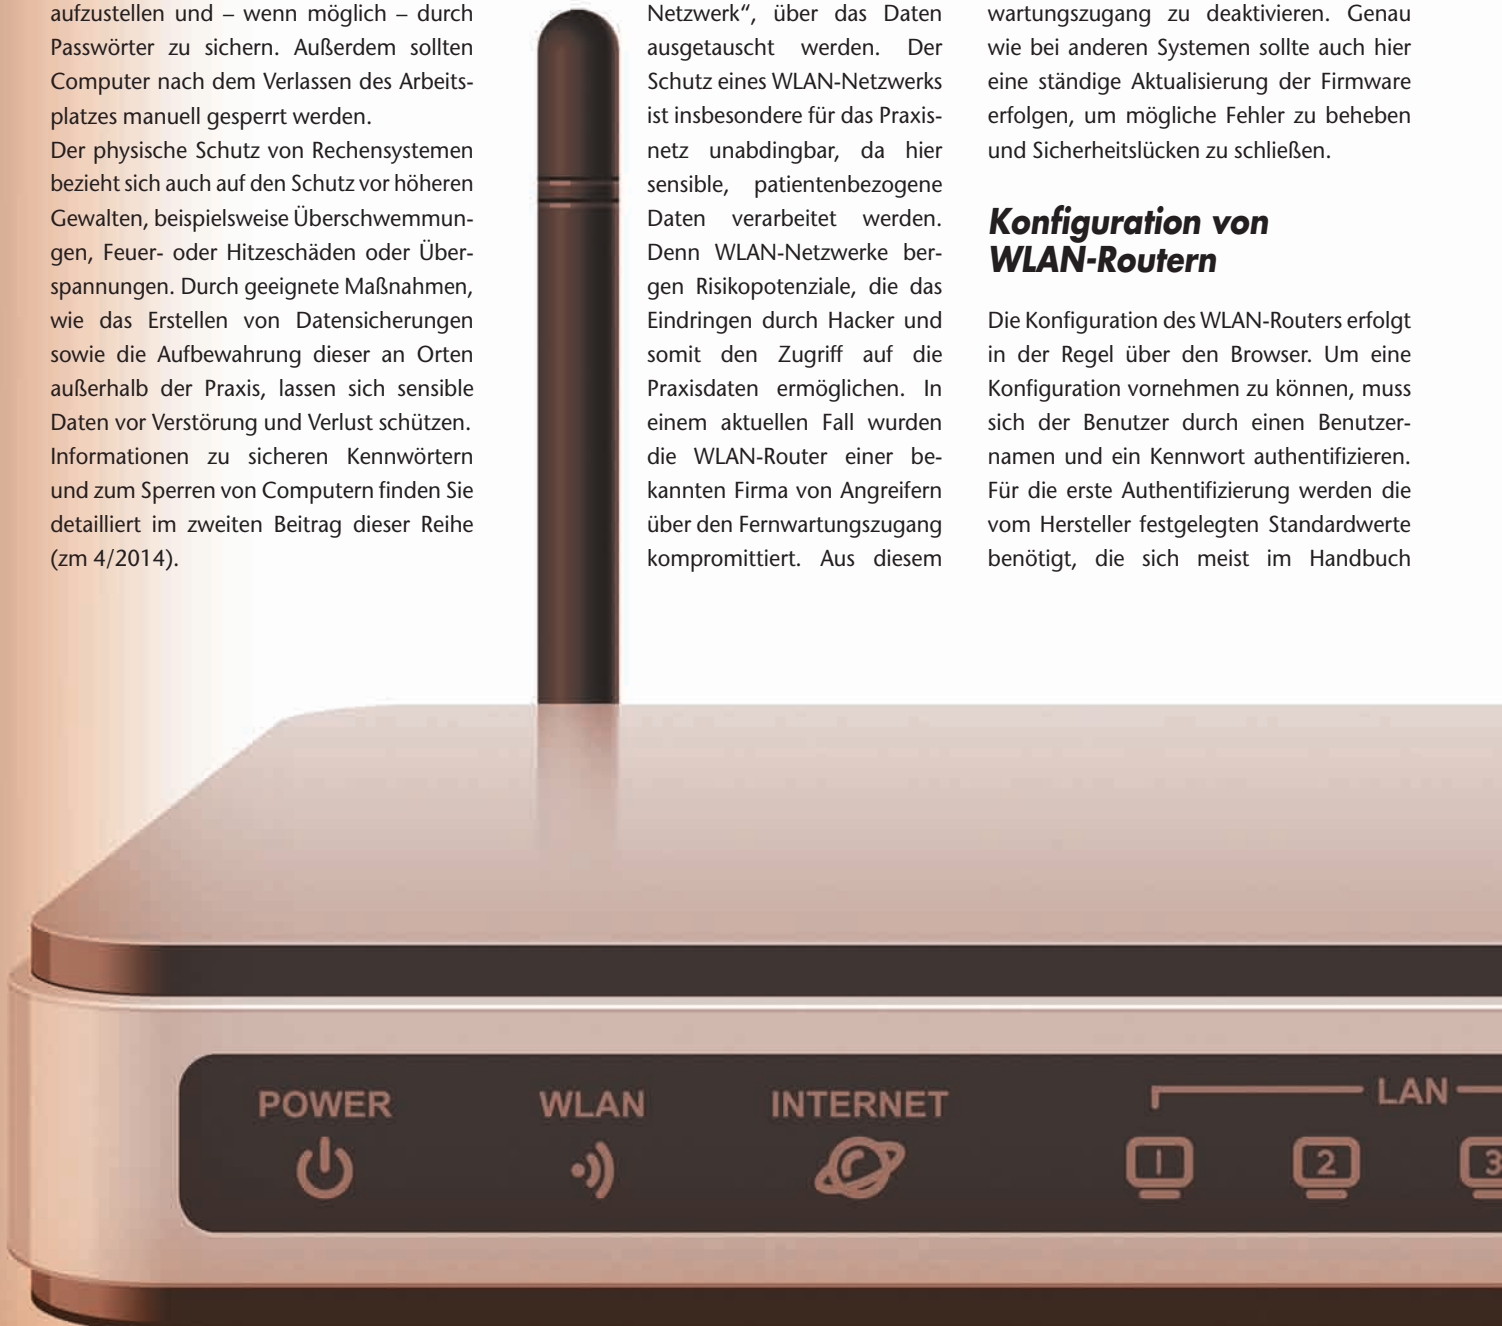 aufzustellen und – wenn möglich – durch
Passwörter zu sichern. Außerdem sollten
Computer nach dem Verlassen des Arbeits-
platzes manuell gesperrt werden.
Der physische Schutz von Rechensystemen
bezieht sich auch auf den Schutz vor höheren
Gewalten, beispielsweise Überschwemmun-
gen, Feuer- oder Hitzeschäden oder Über-
spannungen. Durch geeignete Maßnahmen,
wie das Erstellen von Datensicherungen
sowie die Aufbewahrung dieser an Orten
außerhalb der Praxis, lassen sich sensible
Daten vor Verstörung und Verlust schützen.
Informationen zu sicheren Kennwörtern
und zum Sperren von Computern finden Sie
detailliert im zweiten Beitrag dieser Reihe
(zm 4/2014).
Netzwerk“, über das Daten
ausgetauscht werden. Der
Schutz eines WLAN-Netzwerks
ist insbesondere für das Praxis-
netz unabdingbar, da hier
sensible, patientenbezogene
Daten verarbeitet werden.
Denn WLAN-Netzwerke ber-
gen Risikopotenziale, die das
Eindringen durch Hacker und
somit den Zugriff auf die
Praxisdaten ermöglichen. In
einem aktuellen Fall wurden
die WLAN-Router einer be-
kannten Firma von Angreifern
über den Fernwartungszugang
kompromittiert. Aus diesem
wartungszugang zu deaktivieren. Genau
wie bei anderen Systemen sollte auch hier
eine ständige Aktualisierung der Firmware
erfolgen, um mögliche Fehler zu beheben
und Sicherheitslücken zu schließen.
Konfiguration von
WLAN-Routern
Die Konfiguration des WLAN-Routers erfolgt
in der Regel über den Browser. Um eine
Konfiguration vornehmen zu können, muss
sich der Benutzer durch einen Benutzer-
namen und ein Kennwort authentifizieren.
Für die erste Authentifizierung werden die
vom Hersteller festgelegten Standardwerte
benötigt, die sich meist im Handbuch
POWER WLAN INTERNET LAN
1 2 3